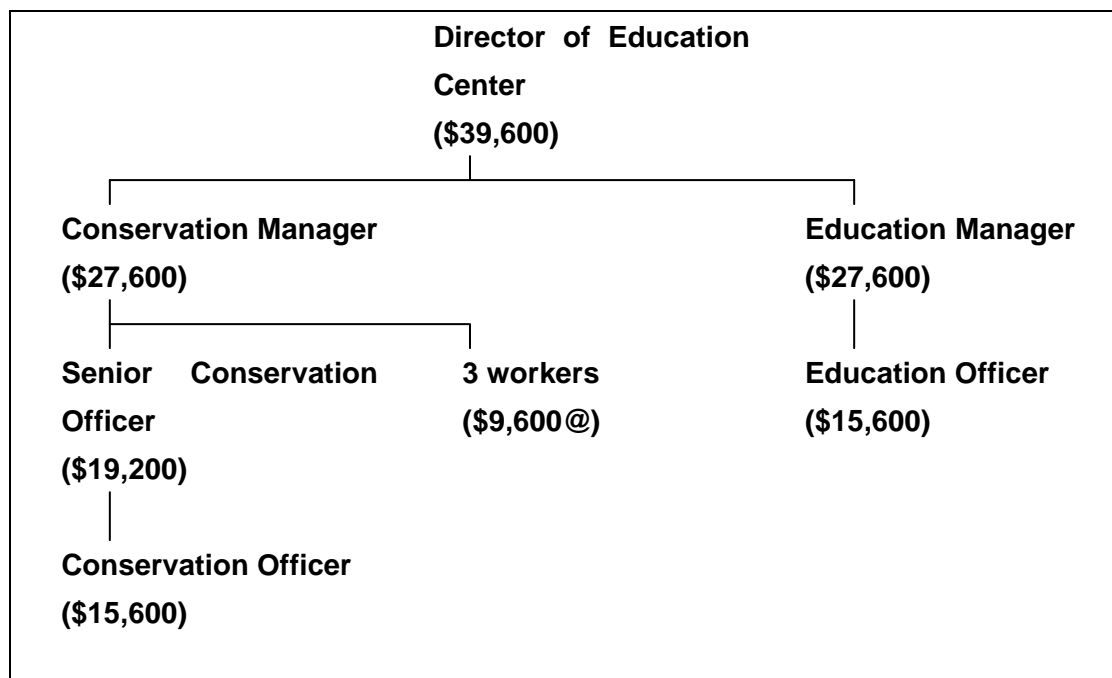 Director of Education
Center
($39,600)
Conservation Manager
($27,600)
Education Manager
($27,600)
Senior Conservation
Officer
($19,200)
3 workers
($9,600@)
Education Officer
($15,600)
Conservation Officer
($15,600)